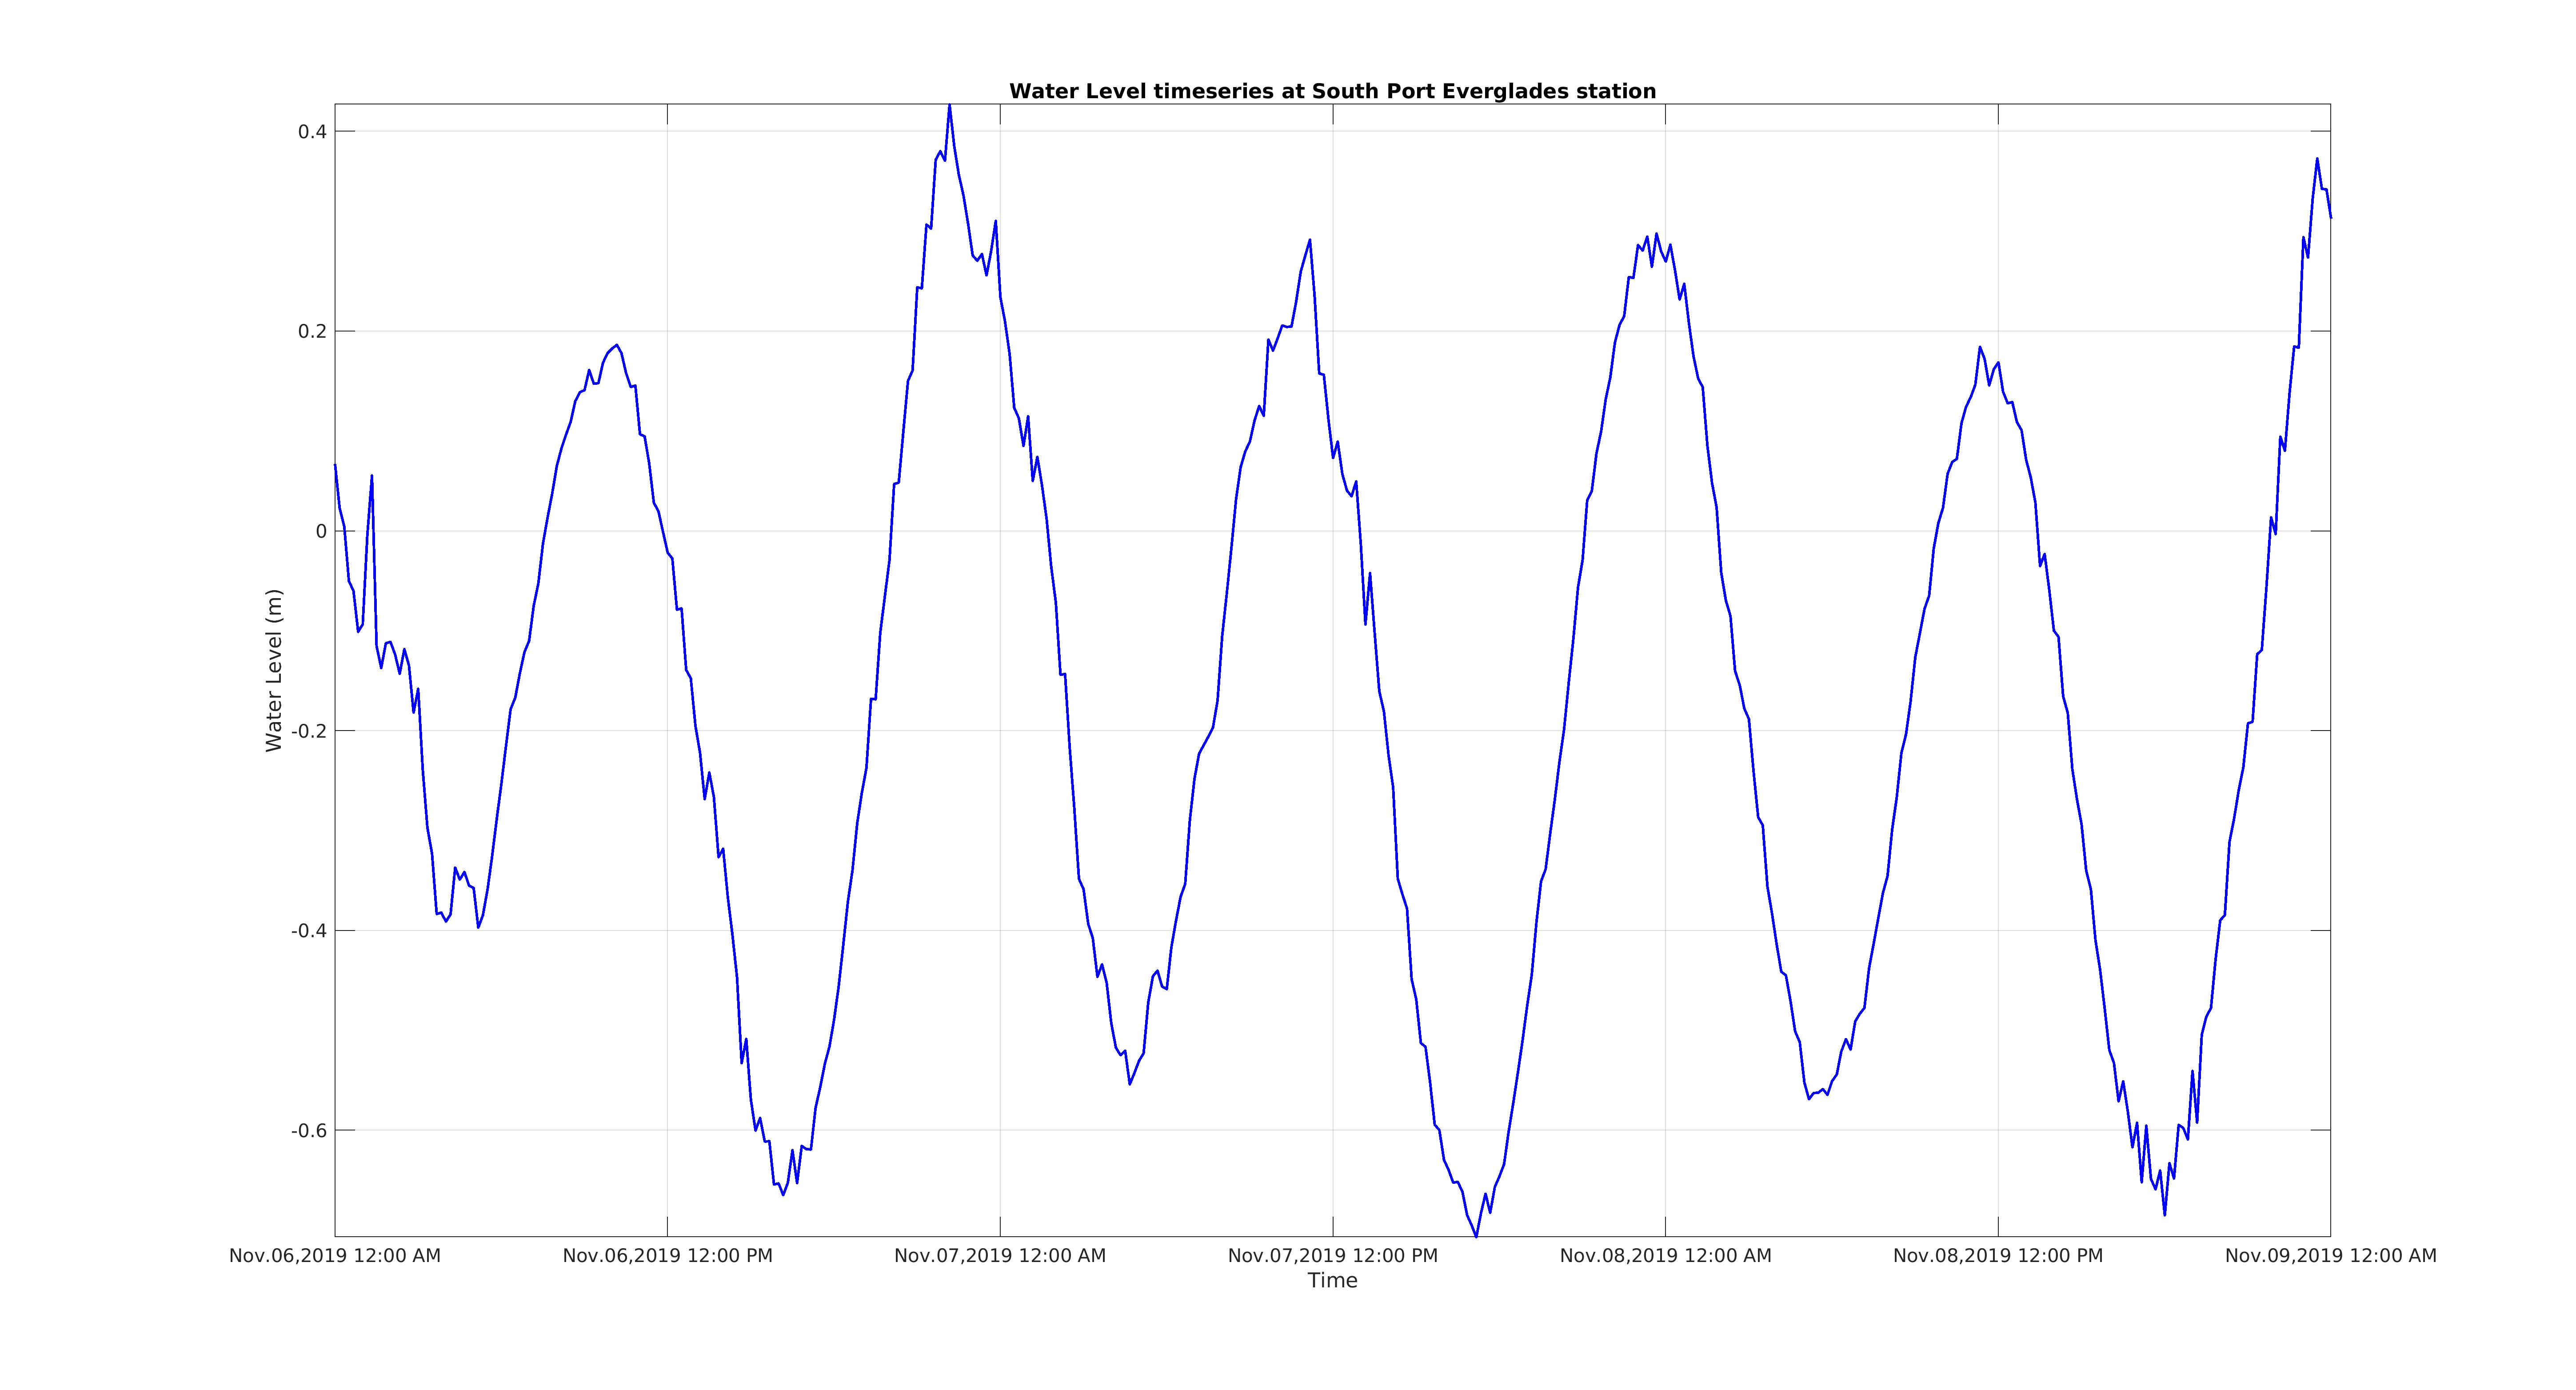 Water Level timeseries at South Port Everglades station
0.4
0.2
0
-0.2
-0.4
-0.6
Water Level (m)
Nov.06,2019 12:00 AM
Nov.06,2019 12:00 PM
Nov.07,2019 12:00 AM
Nov.07,2019 12:00 PM
Nov.08,2019 12:00 AM
Nov.08,2019 12:00 PM
Nov.09,2019 12:00 AM
Time